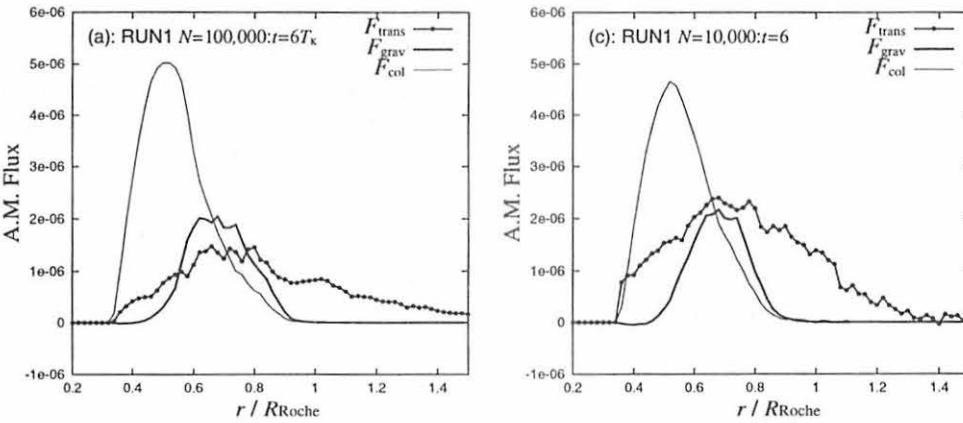 6e-06
(a): RUN1 N=100,000:t=6Tκ
Ftrans
Fgrav
Fcol
5e-06
4e-06
3e-06
2e-06
1e-06
0
-1e-06
A.M. Flux
0.2 0.4 0.6 0.8 1 1.2 1.4
r / RRoche
6e-06
(c): RUN1 N=10,000:t=6
Ftrans
Fgrav
Fcol
5e-06
4e-06
3e-06
2e-06
1e-06
0
-1e-06
A.M. Flux
0.2 0.4 0.6 0.8 1 1.2 1.4
r / RRoche